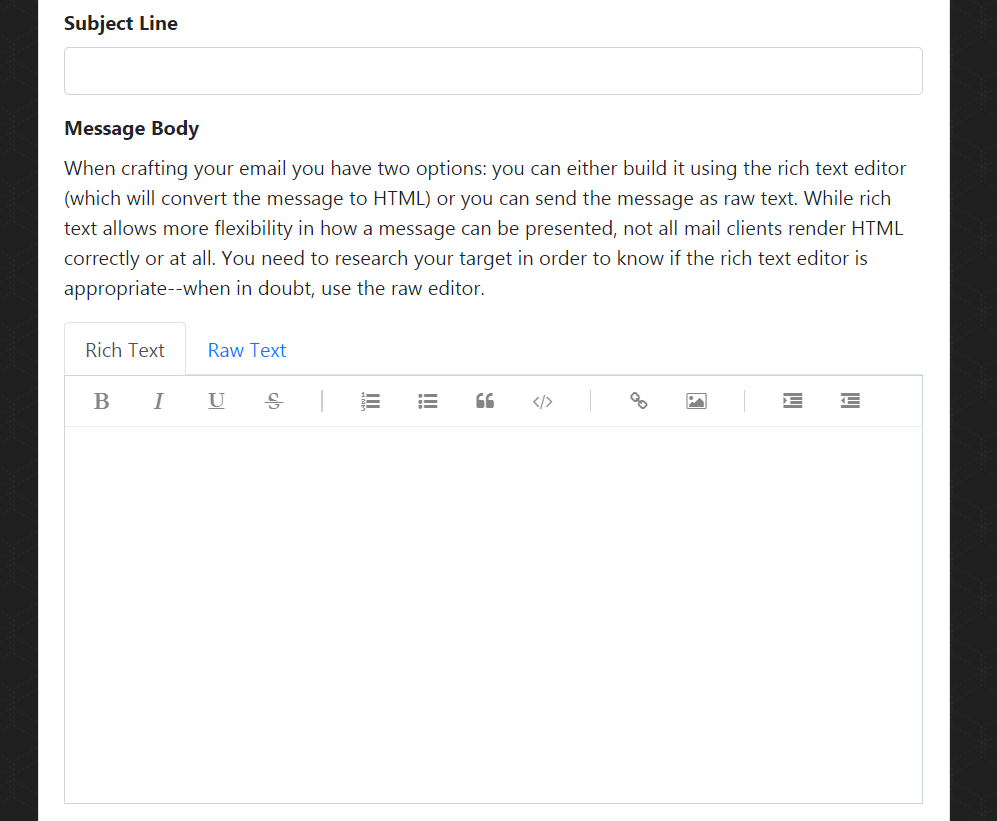 Subject Line
Message Body
When crafting your email you have two options: you can either build it using the rich text editor
(which will convert the message to HTML) or you can send the message as raw text. While rich
text allows more flexibility in how a message can be presented, not all mail clients render HTML
correctly or at all. You need to research your target in order to know if the rich text editor is
appropriate--when in doubt, use the raw editor.
Rich Text Raw Text